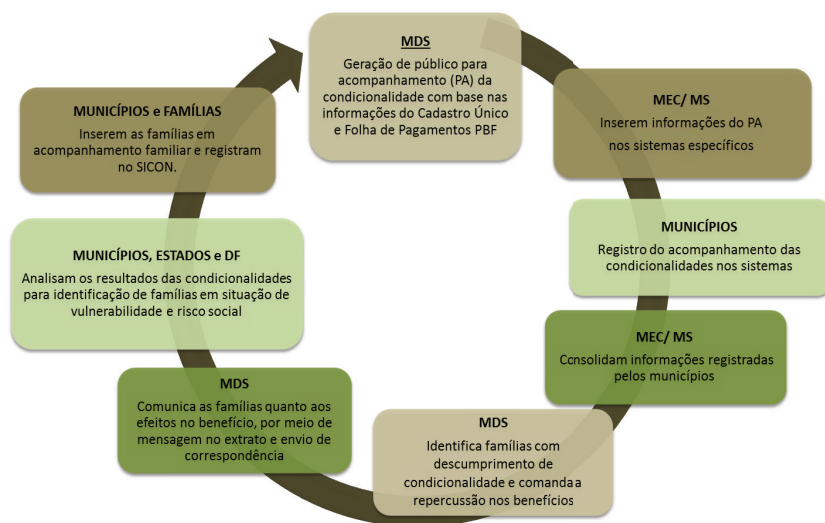 MDS
Geração de público para
acompanhamento (PA) da
condicionalidade com base nas
informações do Cadastro Único
e Folha de Pagamentos PBF
MEC/ MS
Inserem informações do PA
nos sistemas específicos
MUNICÍPIOS
Registro do acompanhamento das
condicionalidades nos sistemas
MEC/ MS
Consolidam informações registradas
pelos municípios
MDS
Identifica famílias com
descumprimento de
condicionalidade e comanda a
repercussão nos benefícios
MDS
Comunica as famílias quanto aos
efeitos no benefício, por meio de
mensagem no extrato e envio de
correspondência
MUNICÍPIOS, ESTADOS e DF
Analisam os resultados das condicionalidades
para identificação de famílias em situação de
vulnerabilidade e risco social
MUNICÍPIOS e FAMÍLIAS
Inserem as famílias em
acompanhamento familiar e registram
no SICON.